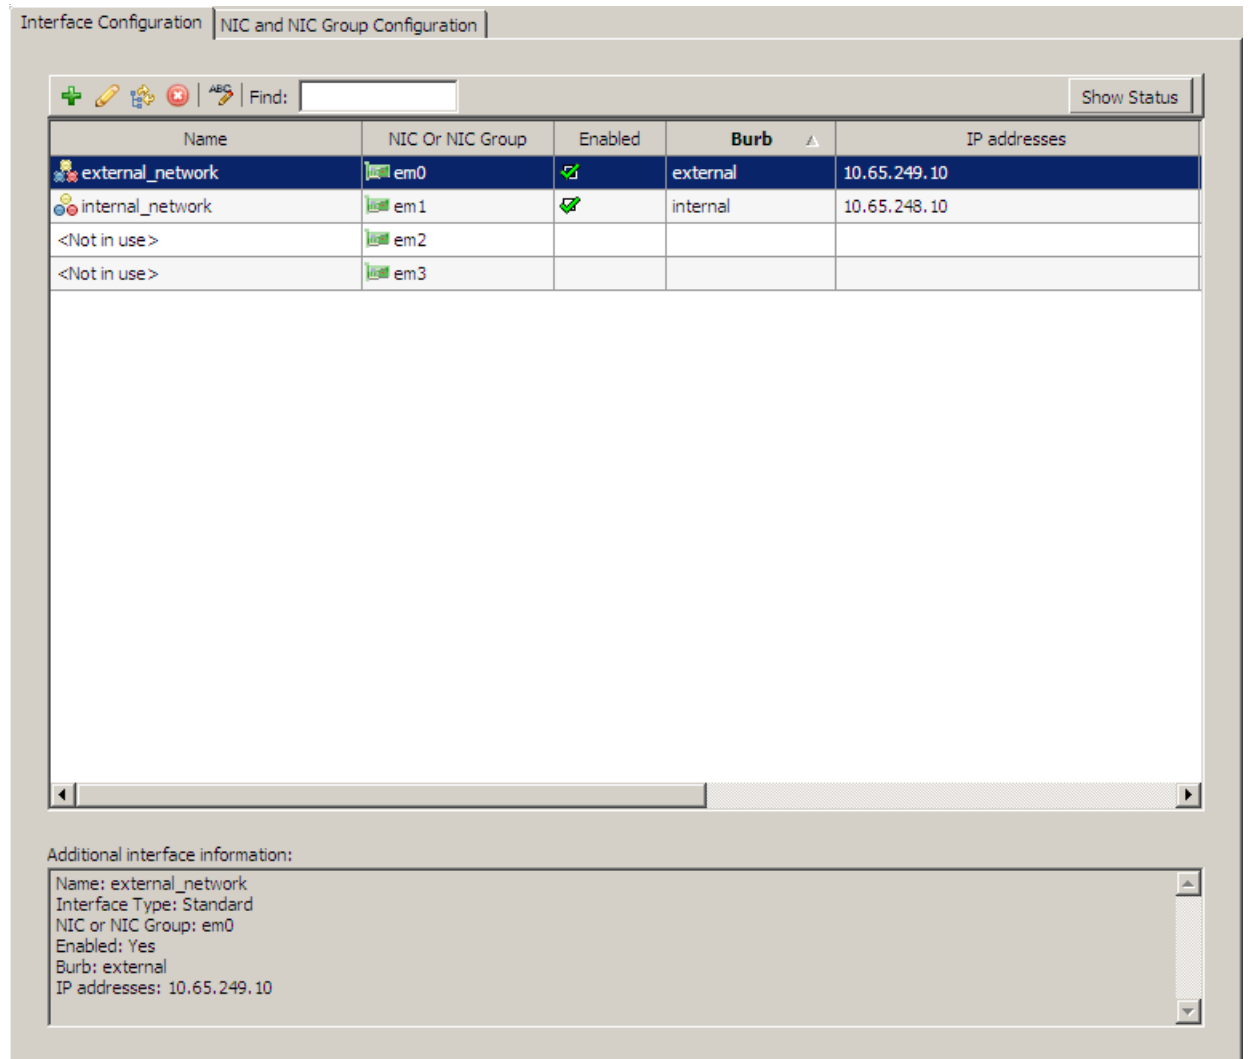 Interface Configuration NIC and NIC Group Configuration
ABC Find: Show Status
Name NIC Or NIC Group Enabled Burb IP addresses
external_network em0 external 10.65.249.10
internal_network em1 internal 10.65.248.10
<Not in use> em2
<Not in use> em3
Additional interface information:
Name: external_network
Interface Type: Standard
NIC or NIC Group: em0
Enabled: Yes
Burb: external
IP addresses: 10.65.249.10